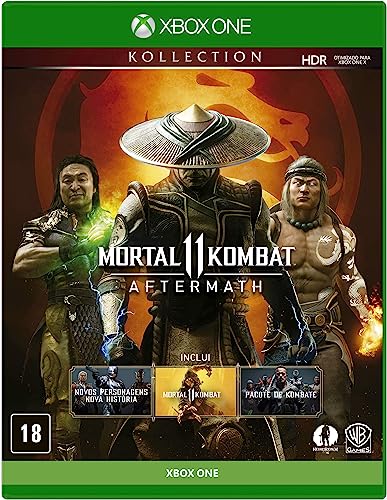 XBOX ONE
KOLLECTION
HDR
OTIMIZADO PARA
XBOX ONE X
MORTAL 11 KOMBAT
AFTERMATH
INCLUI
NOVOS PERSONAGENS
NOVA HISTÓRIA
MORTAL 11 KOMBAT
PACOTE DE KOMBATE
18
WB
GAMES
XBOX ONE